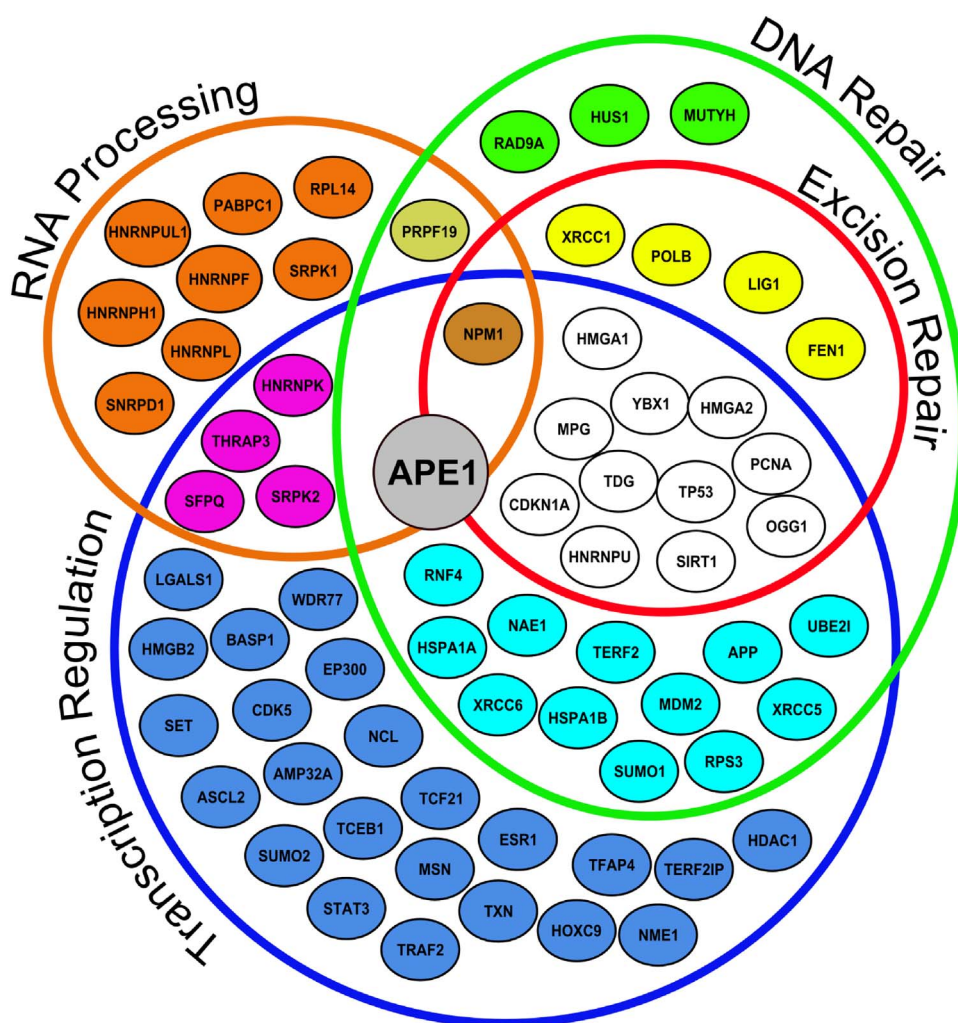 RNA Processing
DNA Repair
Excision Repair
Transcription Regulation
RAD9A
HUS1
MUTYH
RPL14
PABPC1
HNRNPUL1
HNRNPF
SRPK1
HNRNPH1
HNRNPL
SNRPD1
PRPF19
XRCC1
POLB
LIG1
FEN1
NPM1
HNRNPK
THRAP3
SFPQ
SRPK2
APE1
HMGA1
YBX1
HMGA2
MPG
PCNA
TDG
TP53
CDKN1A
OGG1
HNRNPU
SIRT1
RNF4
NAE1
UBE2I
HSPA1A
TERF2
APP
XRCC6
HSPA1B
MDM2
XRCC5
SUMO1
RPS3
LGALS1
WDR77
HMGB2
BASP1
EP300
SET
CDK5
NCL
ASCL2
AMP32A
TCF21
TCEB1
ESR1
HDAC1
SUMO2
MSN
TFAP4
TERF2IP
STAT3
TXN
HOXC9
NME1
TRAF2